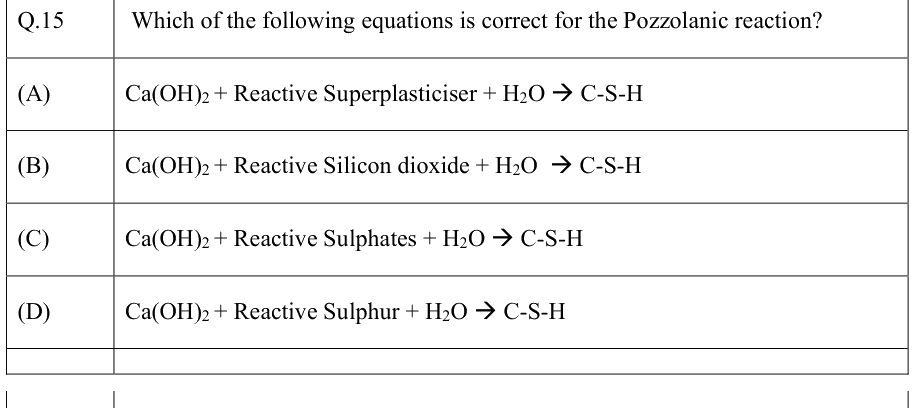 Q.15 Which of the following equations is correct for the Pozzolanic reaction?
(A) Ca(OH)₂ + Reactive Superplasticiser + H₂O → C-S-H
(B) Ca(OH)₂ + Reactive Silicon dioxide + H₂O → C-S-H
(C) Ca(OH)₂ + Reactive Sulphates + H₂O → C-S-H
(D) Ca(OH)₂ + Reactive Sulphur + H₂O → C-S-H